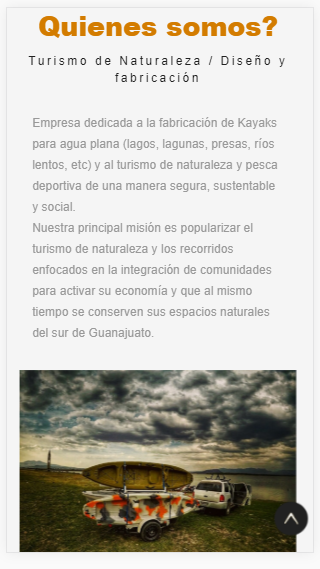 Quienes somos?
Turismo de Naturaleza / Diseño y
fabricación
Empresa dedicada a la fabricación de Kayaks
para agua plana (lagos, lagunas, presas, ríos
lentos, etc) y al turismo de naturaleza y pesca
deportiva de una manera segura, sustentable
y social.
Nuestra principal misión es popularizar el
turismo de naturaleza y los recorridos
enfocados en la integración de comunidades
para activar su economía y que al mismo
tiempo se conserven sus espacios naturales
del sur de Guanajuato.